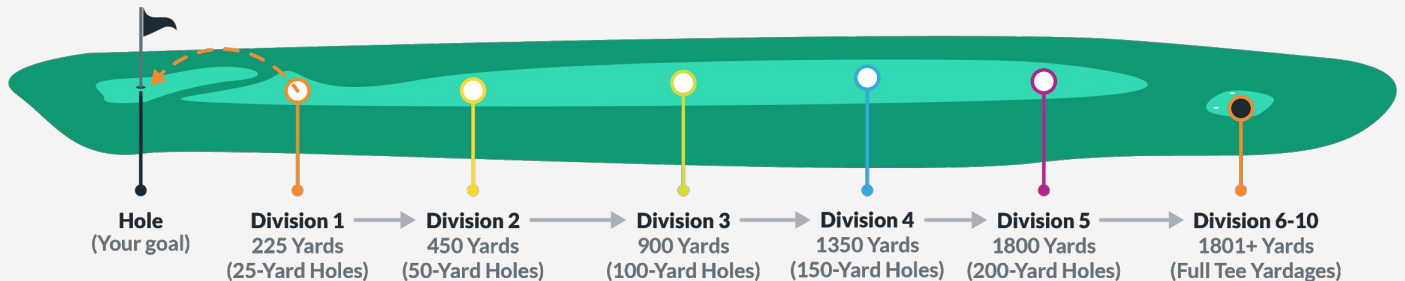 Hole
(Your goal)
Division 1
225 Yards
(25-Yard Holes)
Division 2
450 Yards
(50-Yard Holes)
Division 3
900 Yards
(100-Yard Holes)
Division 4
1350 Yards
(150-Yard Holes)
Division 5
1800 Yards
(200-Yard Holes)
Division 6-10
1801+ Yards
(Full Tee Yardages)